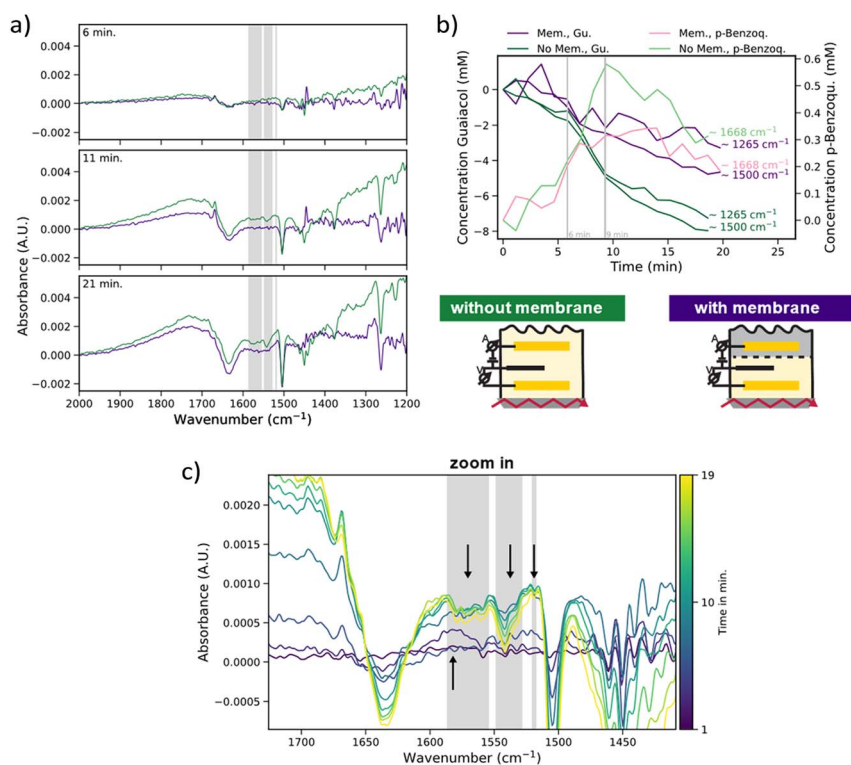 a)
6 min.
0.004
0.002
0.000
−0.002
11 min.
0.004
0.002
0.000
−0.002
21 min.
0.004
0.002
0.000
−0.002
Absorbance (A.U.)
2000 1900 1800 1700 1600 1500 1400 1300 1200
Wavenumber (cm⁻¹)
b)
Mem., Gu. Mem., p-Benzoq.
No Mem., Gu. No Mem., p-Benzoq.
Concentration Guaiacol (mM)
0
−2
−4
−6
−8
0.6
0.5
0.4
0.3
0.2
0.1
0.0
Concentration p-Benzoqu. (mM)
~ 1668 cm⁻¹
~ 1265 cm⁻¹
~ 1668 cm⁻¹
~ 1500 cm⁻¹
~ 1265 cm⁻¹
~ 1500 cm⁻¹
6 min 9 min
0 5 10 15 20 25
Time (min)
without membrane
A
V
with membrane
A
V
c)
zoom in
0.0020
0.0015
0.0010
0.0005
0.0000
−0.0005
Absorbance (A.U.)
1700 1650 1600 1550 1500 1450
Wavenumber (cm⁻¹)
19
10
1
Time in min.